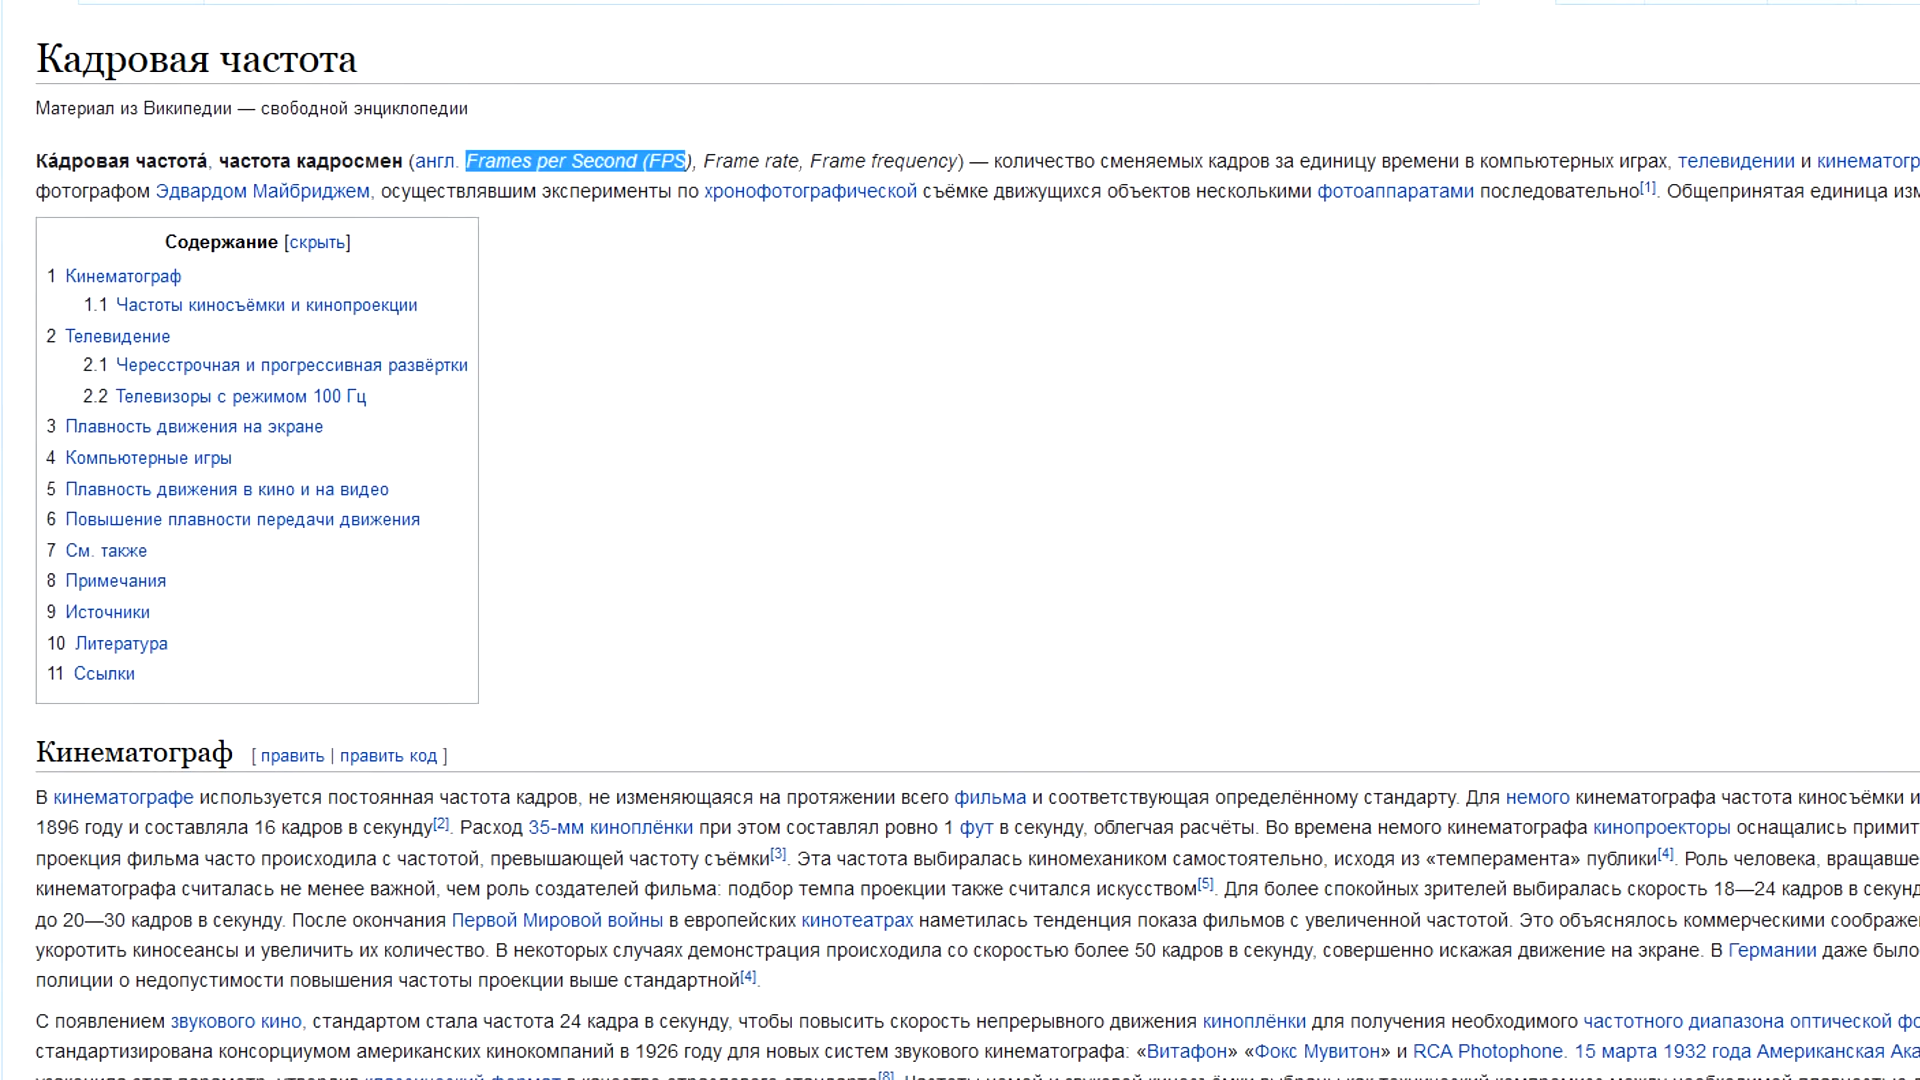 Кадровая частота
Материал из Википедии — свободной энциклопедии
Ка́дровая частота́, частота кадросмен (англ. Frames per Second (FPS), Frame rate, Frame frequency) — количество сменяемых кадров за единицу времени в компьютерных играх, телевидении и кинематогр
фотографом Эдвардом Майбриджем, осуществлявшим эксперименты по хронофотографической съёмке движущихся объектов несколькими фотоаппаратами последовательно[1]. Общепринятая единица изм
Содержание [скрыть]
1 Кинематограф
1.1 Частоты киносъёмки и кинопроекции
2 Телевидение
2.1 Чересстрочная и прогрессивная развёртки
2.2 Телевизоры с режимом 100 Гц
3 Плавность движения на экране
4 Компьютерные игры
5 Плавность движения в кино и на видео
6 Повышение плавности передачи движения
7 См. также
8 Примечания
9 Источники
10 Литература
11 Ссылки
Кинематограф [ править | править код ]
В кинематографе используется постоянная частота кадров, не изменяющаяся на протяжении всего фильма и соответствующая определённому стандарту. Для немого кинематографа частота киносъёмки и
1896 году и составляла 16 кадров в секунду[2]. Расход 35-мм киноплёнки при этом составлял ровно 1 фут в секунду, облегчая расчёты. Во времена немого кинематографа кинопроекторы оснащались примит
проекция фильма часто происходила с частотой, превышающей частоту съёмки[3]. Эта частота выбиралась киномехаником самостоятельно, исходя из «темперамента» публики[4]. Роль человека, вращавше
кинематографа считалась не менее важной, чем роль создателей фильма: подбор темпа проекции также считался искусством[5]. Для более спокойных зрителей выбиралась скорость 18—24 кадров в секунд
до 20—30 кадров в секунду. После окончания Первой Мировой войны в европейских кинотеатрах наметилась тенденция показа фильмов с увеличенной частотой. Это объяснялось коммерческими соображе
укоротить киносеансы и увеличить их количество. В некоторых случаях демонстрация происходила со скоростью более 50 кадров в секунду, совершенно искажая движение на экране. В Германии даже было
полиции о недопустимости повышения частоты проекции выше стандартной[4].
С появлением звукового кино, стандартом стала частота 24 кадра в секунду, чтобы повысить скорость непрерывного движения киноплёнки для получения необходимого частотного диапазона оптической фо
стандартизирована консорциумом американских кинокомпаний в 1926 году для новых систем звукового кинематографа: «Витафон» «Фокс Мувитон» и RCA Photophone. 15 марта 1932 года Американская Ака